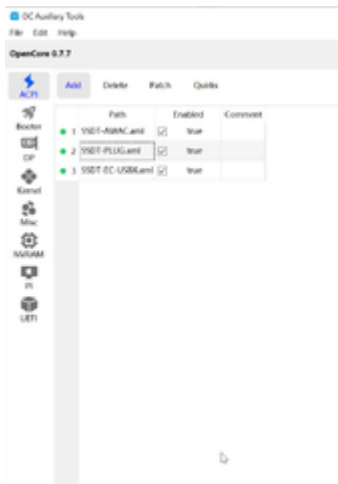 OC Auxiliary Tools
File Edit Help
OpenCore 0.7.7
ACPI
Booter
DP
Kernel
Misc
NVRAM
PI
UEFI
Add Delete Patch Quirks
Path Enabled Comment
1 SSDT-AWAC.aml true
2 SSDT-PLUG.aml true
3 SSDT-EC-USBX.aml true